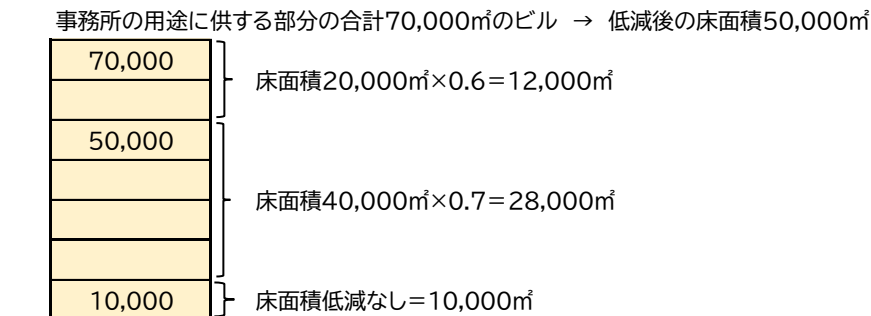 事務所の用途に供する部分の合計70,000㎡のビル → 低減後の床面積50,000㎡
70,000
床面積20,000㎡×0.6＝12,000㎡
50,000
床面積40,000㎡×0.7＝28,000㎡
10,000
床面積低減なし＝10,000㎡